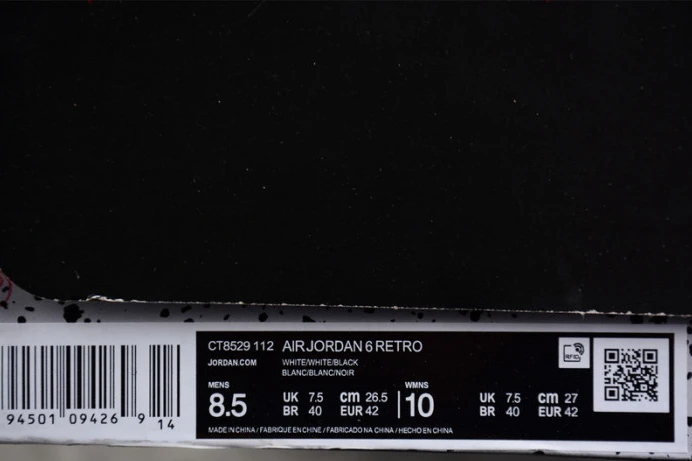 CT8529 112 AIR JORDAN 6 RETRO
JORDAN.COM WHITE/WHITE/BLACK
BLANC/BLANC/NOIR
MENS WMNS
8.5 UK 7.5 cm 26.5 10 UK 7.5 cm 27
BR 40 EUR 42 BR 40 EUR 42
MADE IN CHINA / FABRIQUE EN CHINE / FABRICADO NA CHINA / HECHO EN CHINA
94501 09426 9 14
RFID